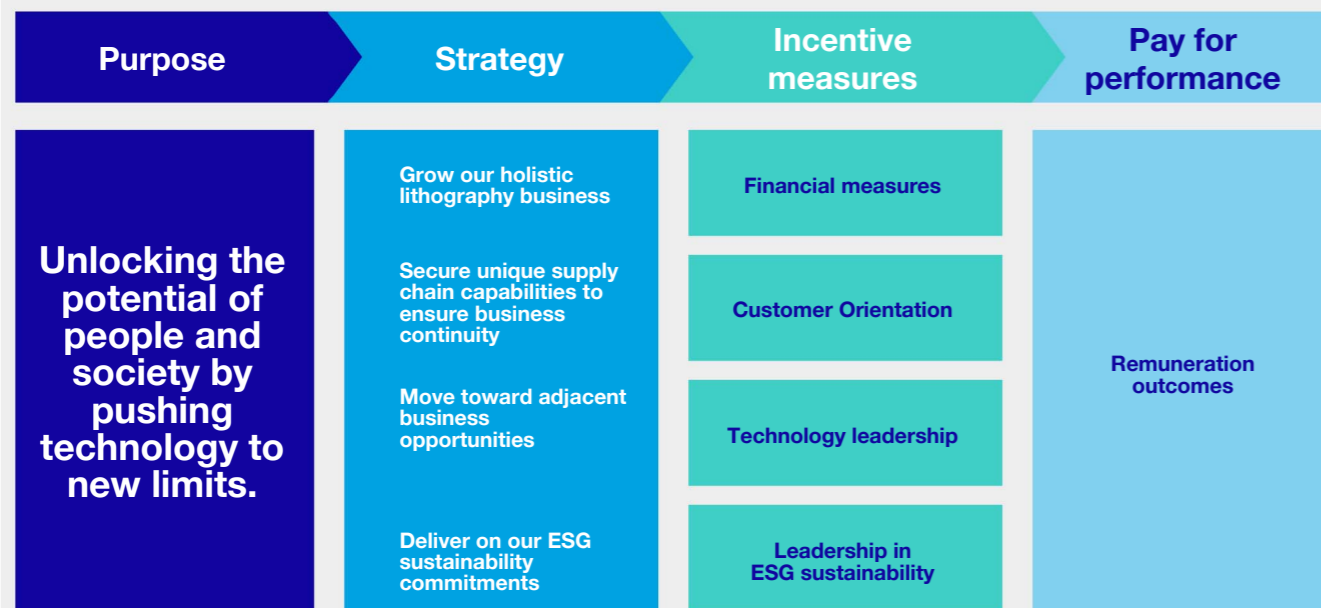 Purpose
Strategy
Incentive
measures
Pay for
performance
Unlocking the
potential of
people and
society by
pushing
technology to
new limits.
Grow our holistic
lithography business
Secure unique supply
chain capabilities to
ensure business
continuity
Move toward adjacent
business
opportunities
Deliver on our ESG
sustainability
commitments
Financial measures
Customer Orientation
Technology leadership
Leadership in
ESG sustainability
Remuneration
outcomes